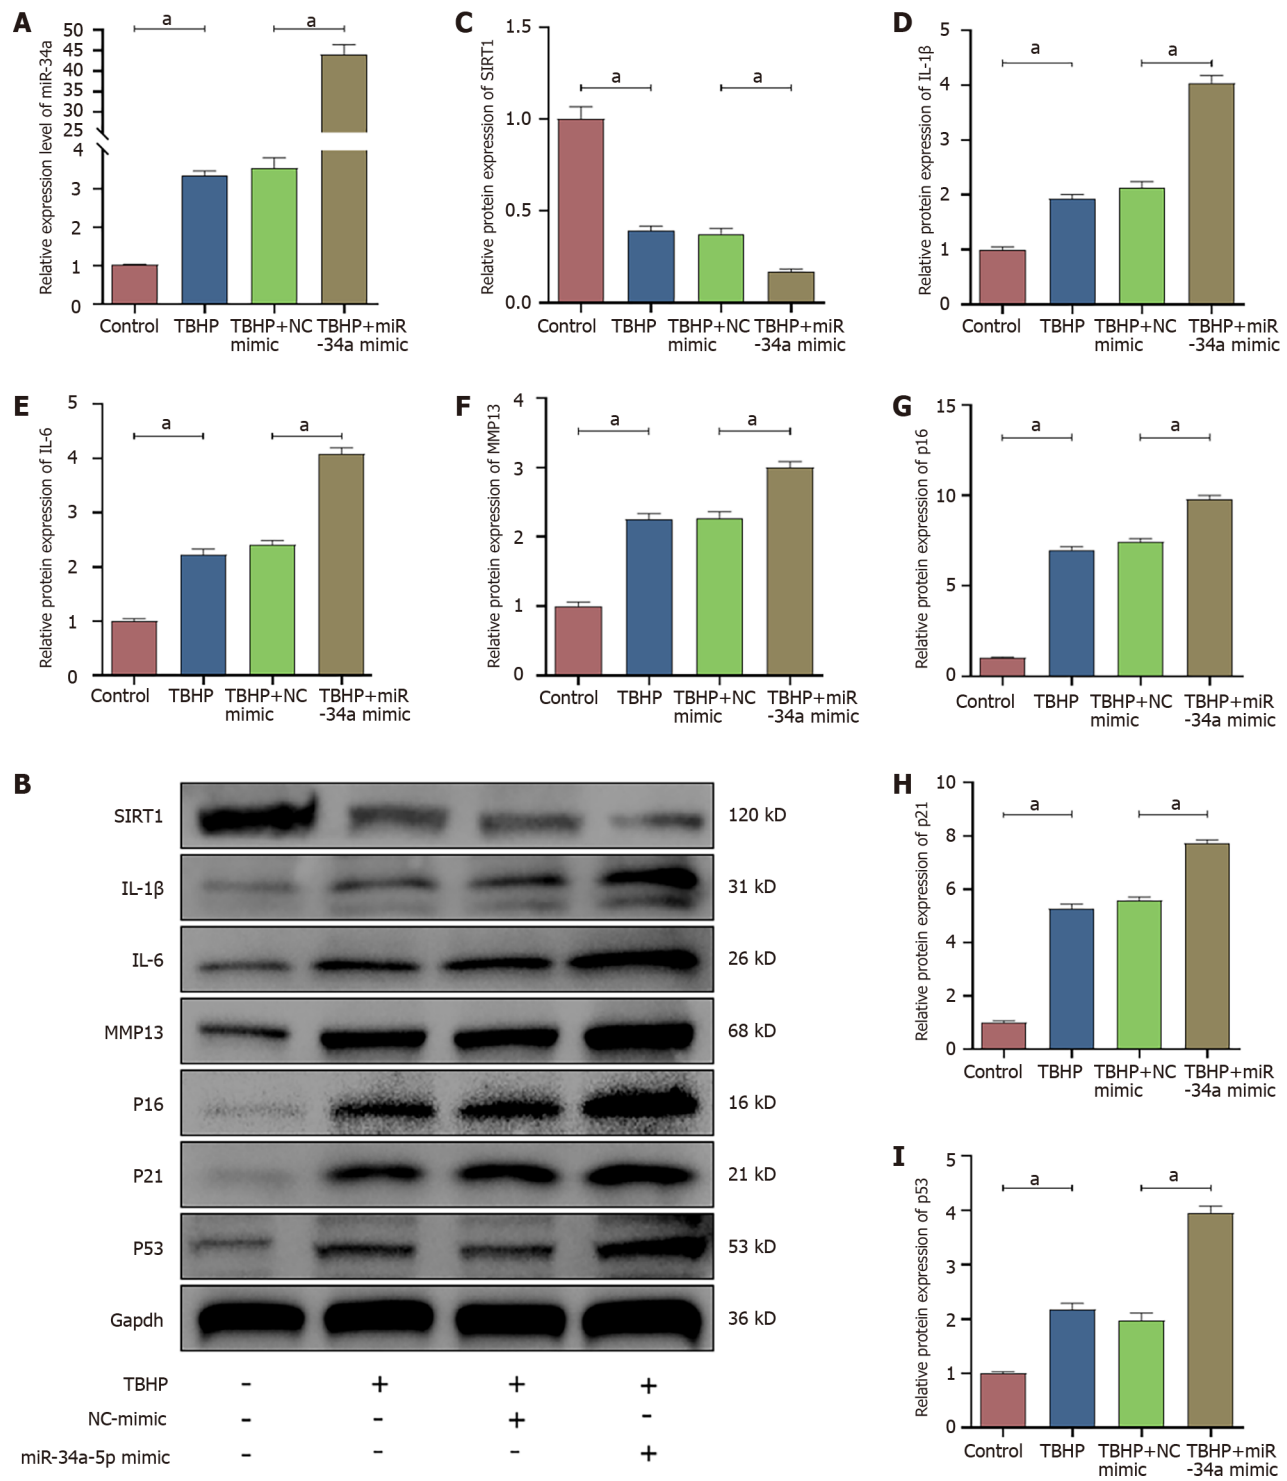 A
Relative expression level of miR-34a
50
45
40
35
30
25
4
3
2
1
0
a
a
Control
TBHP
TBHP+NC
mimic
TBHP+miR
-34a mimic
C
Relative protein expression of SIRT1
1.5
1.0
0.5
0.0
a
a
Control
TBHP
TBHP+NC
mimic
TBHP+miR
-34a mimic
D
Relative protein expression of IL-1β
5
4
3
2
1
0
a
a
Control
TBHP
TBHP+NC
mimic
TBHP+miR
-34a mimic
E
Relative protein expression of IL-6
5
4
3
2
1
0
a
a
Control
TBHP
TBHP+NC
mimic
TBHP+miR
-34a mimic
F
Relative protein expression of MMP13
4
3
2
1
0
a
a
Control
TBHP
TBHP+NC
mimic
TBHP+miR
-34a mimic
G
Relative protein expression of p16
15
10
5
0
a
a
Control
TBHP
TBHP+NC
mimic
TBHP+miR
-34a mimic
B
SIRT1 120 kD
IL-1β 31 kD
IL-6 26 kD
MMP13 68 kD
P16 16 kD
P21 21 kD
P53 53 kD
Gapdh 36 kD
TBHP - + + +
NC-mimic - - + -
miR-34a-5p mimic - - - +
H
Relative protein expression of p21
10
8
6
4
2
0
a
a
Control
TBHP
TBHP+NC
mimic
TBHP+miR
-34a mimic
I
Relative protein expression of p53
5
4
3
2
1
0
a
a
Control
TBHP
TBHP+NC
mimic
TBHP+miR
-34a mimic